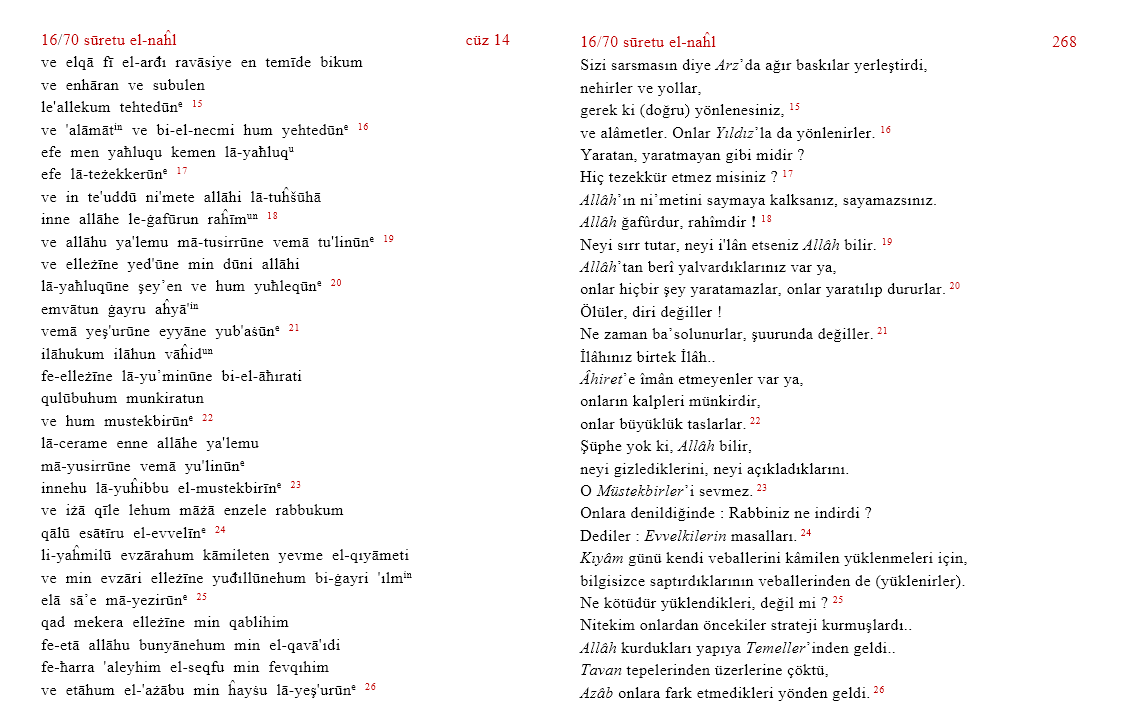 16/70 sūretu el-naĥl
cüz 14
ve elqā fī el-arđı ravāsiye en temīde bikum
ve enhāran ve subulen
le'allekum tehtedūnᵉ 15
ve 'alāmātⁱⁿ ve bi-el-necmi hum yehtedūnᵉ 16
efe men yaħluqu kemen lā-yaħluqᵘ
efe lā-teżekkerūnᵉ 17
ve in te'uddū ni'mete allāhi lā-tuĥšūhā
inne allāhe le-ġafūrun raĥīmᵘⁿ 18
ve allāhu ya'lemu mā-tusirrūne vemā tu'linūnᵉ 19
ve elleżīne yed'ūne min dūni allāhi
lā-yaħluqūne şey’en ve hum yuħleqūnᵉ 20
emvātun ġayru aĥyā'ⁱⁿ
vemā yeş'urūne eyyāne yub'aṡūnᵉ 21
ilāhukum ilāhun vāĥidᵘⁿ
fe-elleżīne lā-yu’minūne bi-el-āħırati
qulūbuhum munkiratun
ve hum mustekbirūnᵉ 22
lā-cerame enne allāhe ya'lemu
mā-yusirrūne vemā yu'linūnᵉ
innehu lā-yuĥibbu el-mustekbirīnᵉ 23
ve iżā qīle lehum māżā enzele rabbukum
qālū esāŧīru el-evvelīnᵉ 24
li-yaĥmilū evzārahum kāmileten yevme el-qıyāmeti
ve min evzāri elleżīne yuđıllūnehum bi-ġayri 'ılmⁱⁿ
elā sā’e mā-yezirūnᵉ 25
qad mekera elleżīne min qablihim
fe-etā allāhu bunyānehum min el-qavā'ıdi
fe-ħarra 'aleyhim el-seqfu min fevqıhim
ve etāhum el-'ażābu min ĥayṡu lā-yeş'urūnᵉ 26
16/70 sūretu el-naĥl
268
Sizi sarsmasın diye Arz’da ağır baskılar yerleştirdi,
nehirler ve yollar,
gerek ki (doğru) yönlenesiniz, 15
ve alâmetler. Onlar Yıldız’la da yönlenirler. 16
Yaratan, yaratmayan gibi midir ?
Hiç tezekkür etmez misiniz ? 17
Allâh’ın ni’metini saymaya kalksanız, sayamazsınız.
Allâh ğafûrdur, rahîmdir ! 18
Neyi sırr tutar, neyi i'lân etseniz Allâh bilir. 19
Allâh’tan berî yalvardıklarınız var ya,
onlar hiçbir şey yaratamazlar, onlar yaratılıp dururlar. 20
Ölüler, diri değiller !
Ne zaman ba’solunurlar, şuurunda değiller. 21
İlâhınız birtek İlâh..
Âhiret’e îmân etmeyenler var ya,
onların kalpleri münkirdir,
onlar büyüklük taslarlar. 22
Şüphe yok ki, Allâh bilir,
neyi gizlediklerini, neyi açıkladıklarını.
O Müstekbirler’i sevmez. 23
Onlara denildiğinde : Rabbiniz ne indirdi ?
Dediler : Evvelkilerin masalları. 24
Kıyâm günü kendi veballerini kâmilen yüklenmeleri için,
bilgisizce saptırdıklarının veballerinden de (yüklenirler).
Ne kötüdür yüklendikleri, değil mi ? 25
Nitekim onlardan öncekiler strateji kurmuşlardı..
Allâh kurdukları yapıya Temeller’inden geldi..
Tavan tepelerinden üzerlerine çöktü,
Azâb onlara fark etmedikleri yönden geldi. 26